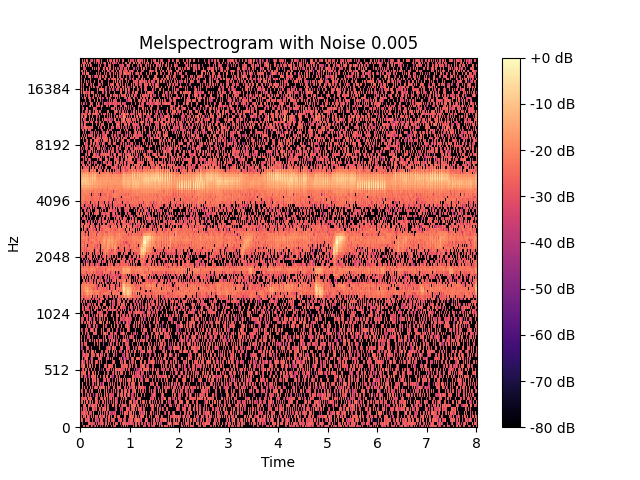 Melspectrogram with Noise 0.005
16384
8192
4096
2048
1024
512
0
Hz
0 1 2 3 4 5 6 7 8
Time
+0 dB
-10 dB
-20 dB
-30 dB
-40 dB
-50 dB
-60 dB
-70 dB
-80 dB